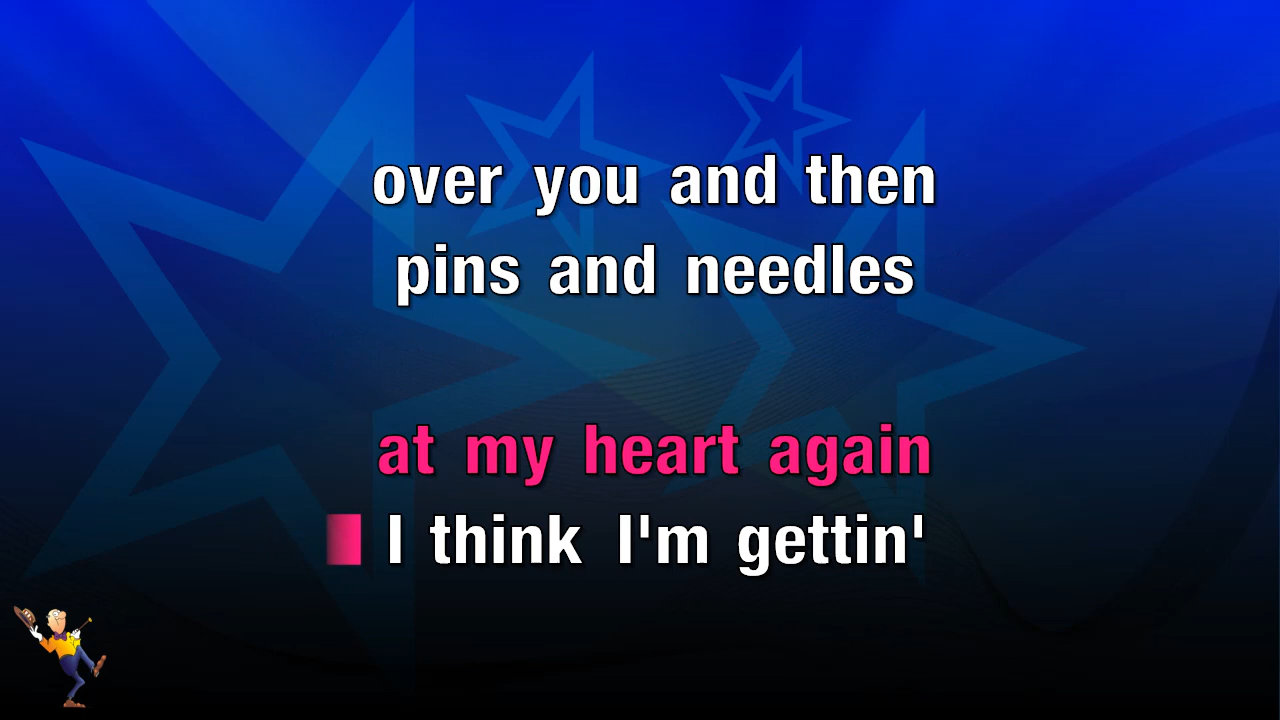 over you and then
pins and needles
at my heart again
I think I'm gettin'